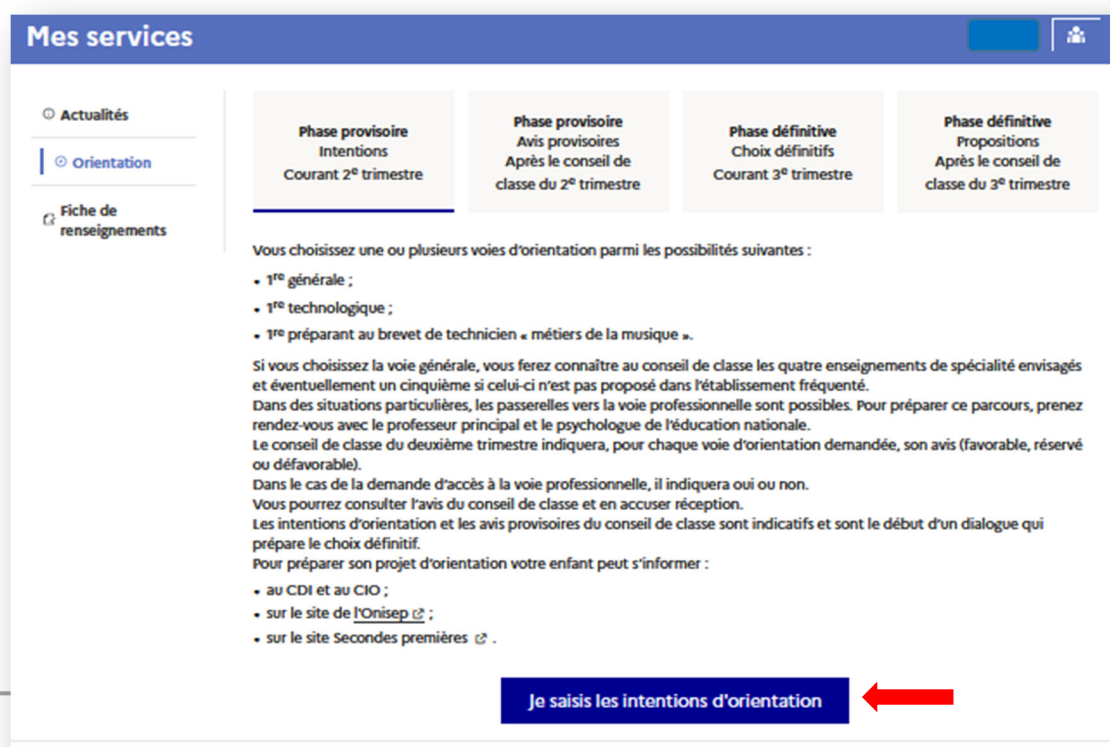 Mes services
Actualités
Orientation
Fiche de
renseignements
Phase provisoire
Intentions
Courant 2e trimestre
Phase provisoire
Avis provisoires
Après le conseil de
classe du 2e trimestre
Phase définitive
Choix définitifs
Courant 3e trimestre
Phase définitive
Propositions
Après le conseil de
classe du 3e trimestre
Vous choisissez une ou plusieurs voies d'orientation parmi les possibilités suivantes :
• 1re générale ;
• 1re technologique ;
• 1re préparant au brevet de technicien « métiers de la musique ».
Si vous choisissez la voie générale, vous ferez connaître au conseil de classe les quatre enseignements de spécialité envisagés
et éventuellement un cinquième si celui-ci n'est pas proposé dans l'établissement fréquenté.
Dans des situations particulières, les passerelles vers la voie professionnelle sont possibles. Pour préparer ce parcours, prenez
rendez-vous avec le professeur principal et le psychologue de l'éducation nationale.
Le conseil de classe du deuxième trimestre indiquera, pour chaque voie d'orientation demandée, son avis (favorable, réservé
ou défavorable).
Dans le cas de la demande d'accès à la voie professionnelle, il indiquera oui ou non.
Vous pourrez consulter l'avis du conseil de classe et en accuser réception.
Les intentions d'orientation et les avis provisoires du conseil de classe sont indicatifs et sont le début d'un dialogue qui
prépare le choix définitif.
Pour préparer son projet d'orientation votre enfant peut s'informer :
• au CDI et au CIO ;
• sur le site de l'Onisep ;
• sur le site Secondes premières .
Je saisis les intentions d'orientation